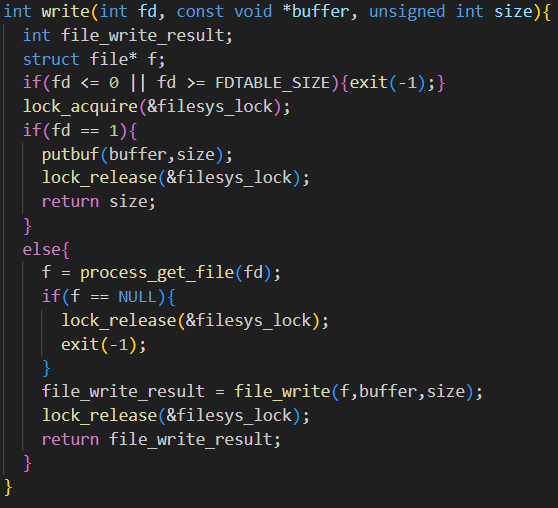 int write(int fd, const void *buffer, unsigned int size){
  int file_write_result;
  struct file* f;
  if(fd <= 0 || fd >= FDTABLE_SIZE){exit(-1);}
  lock_acquire(&filesys_lock);
  if(fd == 1){
    putbuf(buffer,size);
    lock_release(&filesys_lock);
    return size;
  }
  else{
    f = process_get_file(fd);
    if(f == NULL){
      lock_release(&filesys_lock);
      exit(-1);
    }
    file_write_result = file_write(f,buffer,size);
    lock_release(&filesys_lock);
    return file_write_result;
  }
}